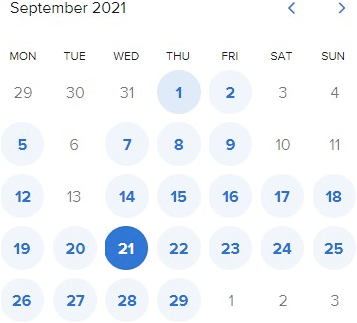 September 2021
MON TUE WED THU FRI SAT SUN
29 30 31 1 2 3 4
5 6 7 8 9 10 11
12 13 14 15 16 17 18
19 20 21 22 23 24 25
26 27 28 29 1 2 3